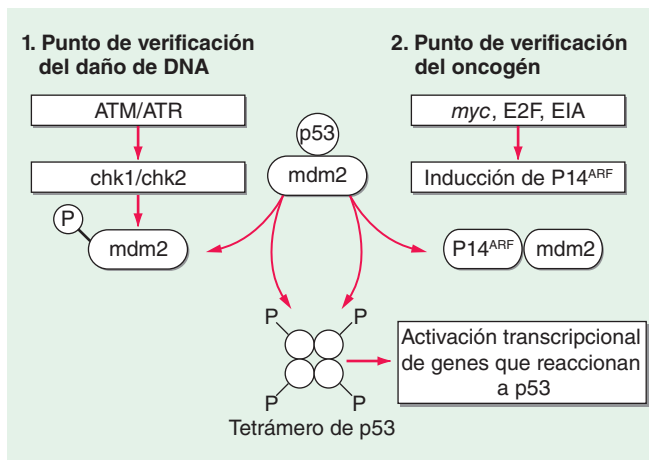 1. Punto de verificación
del daño de DNA
ATM/ATR
chk1/chk2
P
mdm2
p53
mdm2
2. Punto de verificación
del oncogén
myc, E2F, EIA
Inducción de P14ARF
P14ARF
mdm2
P
P
P
P
Tetrámero de p53
Activación transcripcional
de genes que reaccionan
a p53